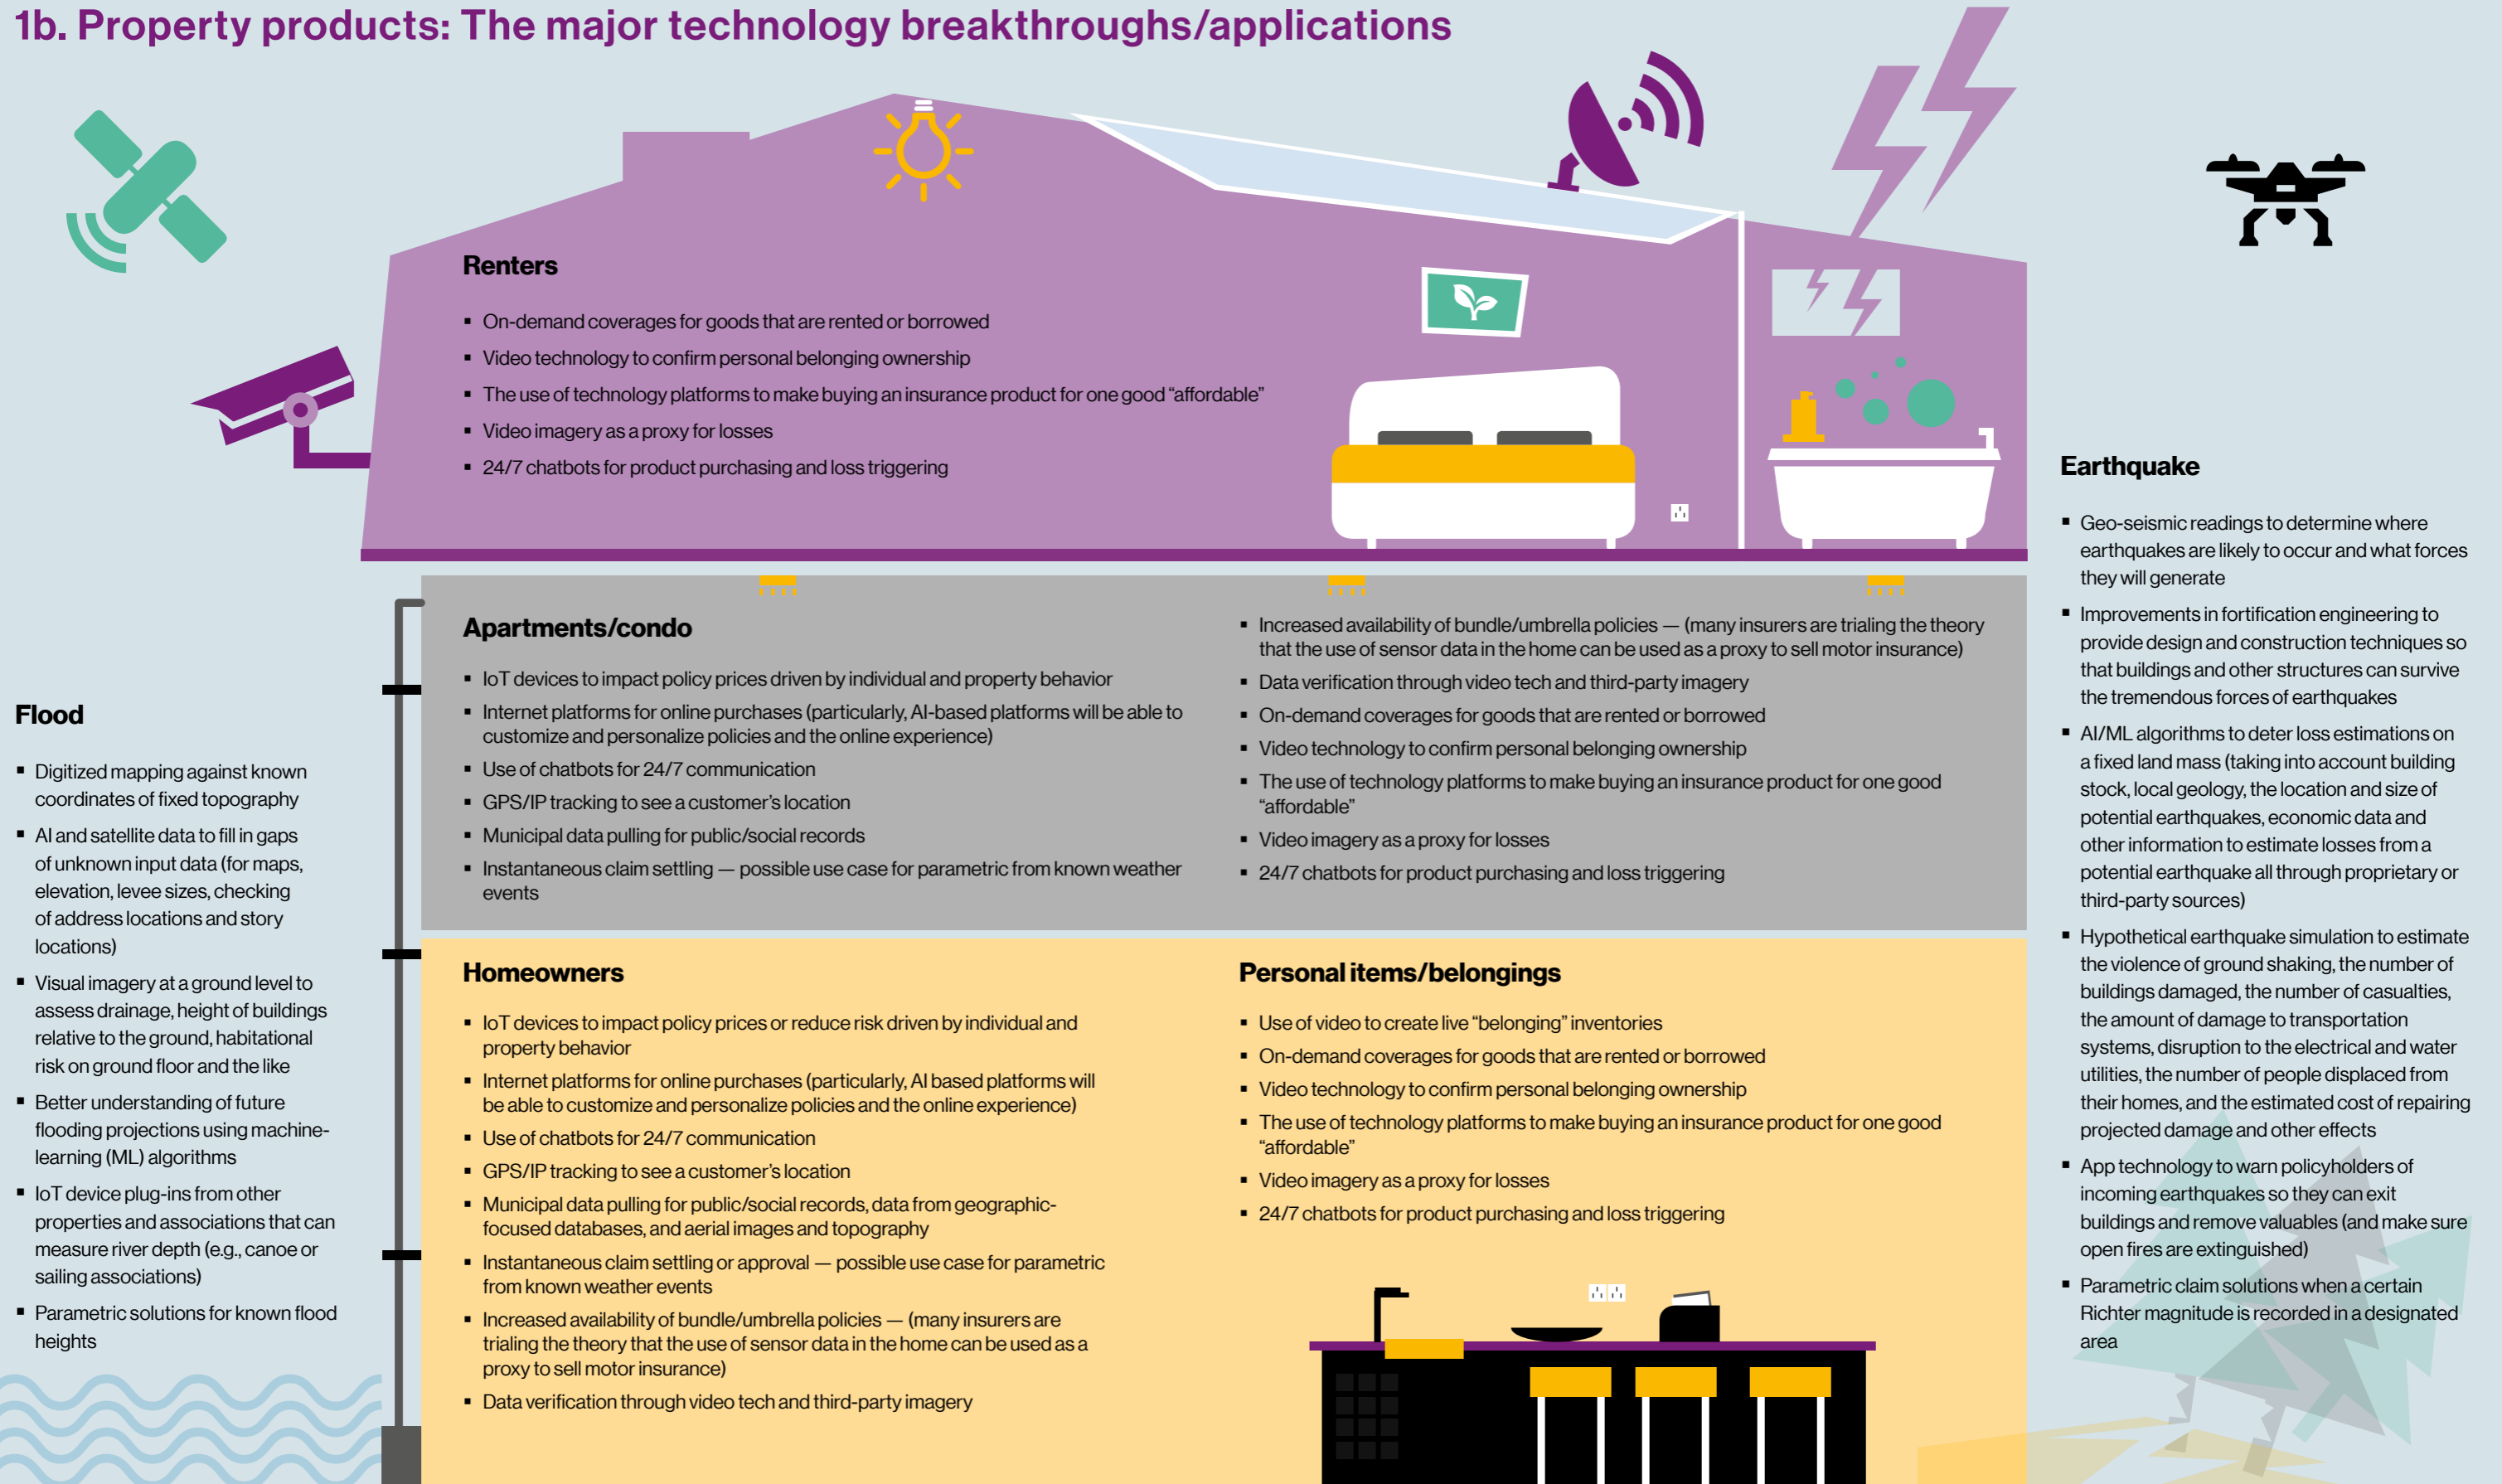 1b. Property products: The major technology breakthroughs/applications
Renters
▪ On-demand coverages for goods that are rented or borrowed
▪ Video technology to confirm personal belonging ownership
▪ The use of technology platforms to make buying an insurance product for one good “affordable”
▪ Video imagery as a proxy for losses
▪ 24/7 chatbots for product purchasing and loss triggering
Apartments/condo
▪ IoT devices to impact policy prices driven by individual and property behavior
▪ Internet platforms for online purchases (particularly, AI-based platforms will be able to
customize and personalize policies and the online experience)
▪ Use of chatbots for 24/7 communication
▪ GPS/IP tracking to see a customer’s location
▪ Municipal data pulling for public/social records
▪ Instantaneous claim settling — possible use case for parametric from known weather
events
▪ Increased availability of bundle/umbrella policies — (many insurers are trialing the theory
that the use of sensor data in the home can be used as a proxy to sell motor insurance)
▪ Data verification through video tech and third-party imagery
▪ On-demand coverages for goods that are rented or borrowed
▪ Video technology to confirm personal belonging ownership
▪ The use of technology platforms to make buying an insurance product for one good
“affordable”
▪ Video imagery as a proxy for losses
▪ 24/7 chatbots for product purchasing and loss triggering
Flood
▪ Digitized mapping against known
coordinates of fixed topography
▪ AI and satellite data to fill in gaps
of unknown input data (for maps,
elevation, levee sizes, checking
of address locations and story
locations)
▪ Visual imagery at a ground level to
assess drainage, height of buildings
relative to the ground, habitational
risk on ground floor and the like
▪ Better understanding of future
flooding projections using machine-
learning (ML) algorithms
▪ IoT device plug-ins from other
properties and associations that can
measure river depth (e.g., canoe or
sailing associations)
▪ Parametric solutions for known flood
heights
Homeowners
▪ IoT devices to impact policy prices or reduce risk driven by individual and
property behavior
▪ Internet platforms for online purchases (particularly, AI based platforms will
be able to customize and personalize policies and the online experience)
▪ Use of chatbots for 24/7 communication
▪ GPS/IP tracking to see a customer’s location
▪ Municipal data pulling for public/social records, data from geographic-
focused databases, and aerial images and topography
▪ Instantaneous claim settling or approval — possible use case for parametric
from known weather events
▪ Increased availability of bundle/umbrella policies — (many insurers are
trialing the theory that the use of sensor data in the home can be used as a
proxy to sell motor insurance)
▪ Data verification through video tech and third-party imagery
Personal items/belongings
▪ Use of video to create live “belonging” inventories
▪ On-demand coverages for goods that are rented or borrowed
▪ Video technology to confirm personal belonging ownership
▪ The use of technology platforms to make buying an insurance product for one good
“affordable”
▪ Video imagery as a proxy for losses
▪ 24/7 chatbots for product purchasing and loss triggering
Earthquake
▪ Geo-seismic readings to determine where
earthquakes are likely to occur and what forces
they will generate
▪ Improvements in fortification engineering to
provide design and construction techniques so
that buildings and other structures can survive
the tremendous forces of earthquakes
▪ AI/ML algorithms to deter loss estimations on
a fixed land mass (taking into account building
stock, local geology, the location and size of
potential earthquakes, economic data and
other information to estimate losses from a
potential earthquake all through proprietary or
third-party sources)
▪ Hypothetical earthquake simulation to estimate
the violence of ground shaking, the number of
buildings damaged, the number of casualties,
the amount of damage to transportation
systems, disruption to the electrical and water
utilities, the number of people displaced from
their homes, and the estimated cost of repairing
projected damage and other effects
▪ App technology to warn policyholders of
incoming earthquakes so they can exit
buildings and remove valuables (and make sure
open fires are extinguished)
▪ Parametric claim solutions when a certain
Richter magnitude is recorded in a designated
area